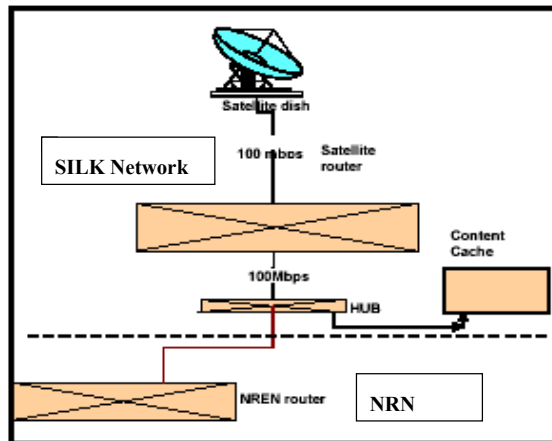 Satellite dish
100 mbps
Satellite
router
SILK Network
Content
Cache
100Mbps
HUB
NREN router
NRN